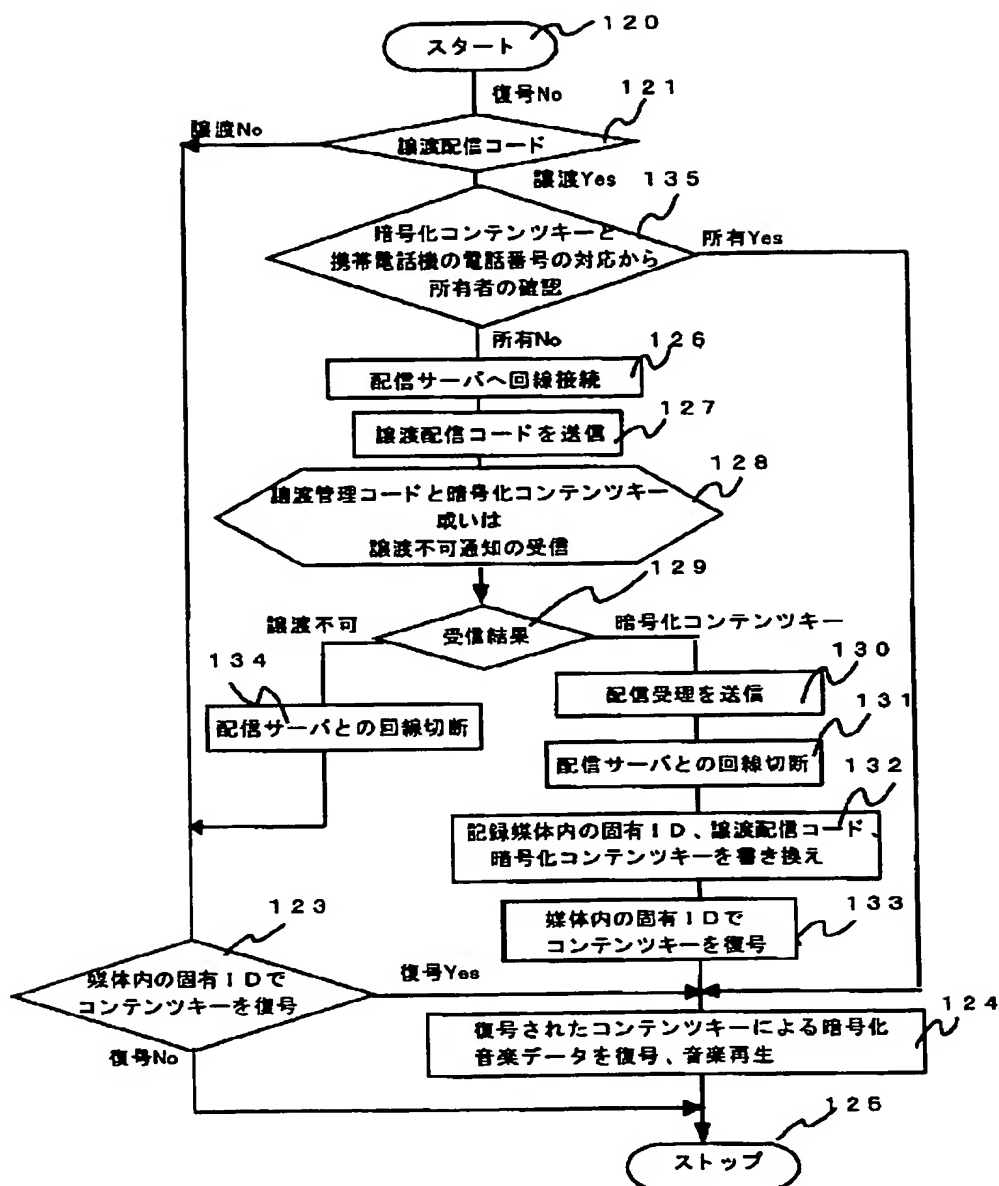 120
スタート
復号No
121
譲渡No
譲渡配信コード
譲渡Yes
135
暗号化コンテンツキーと
携帯電話機の電話番号の対応から
所有者の確認
所有Yes
所有No
126
配信サーバへ回線接続
127
譲渡配信コードを送信
128
譲渡管理コードと暗号化コンテンツキー
或いは
譲渡不可通知の受信
129
譲渡不可
受信結果
暗号化コンテンツキー
134
130
配信受理を送信
配信サーバとの回線切断
131
配信サーバとの回線切断
132
記録媒体内の固有ID、譲渡配信コード、
暗号化コンテンツキーを書き換え
123
133
媒体内の固有IDで
コンテンツキーを復号
媒体内の固有IDで
コンテンツキーを復号
復号Yes
124
復号されたコンテンツキーによる暗号化
音楽データを復号、音楽再生
復号No
125
ストップ